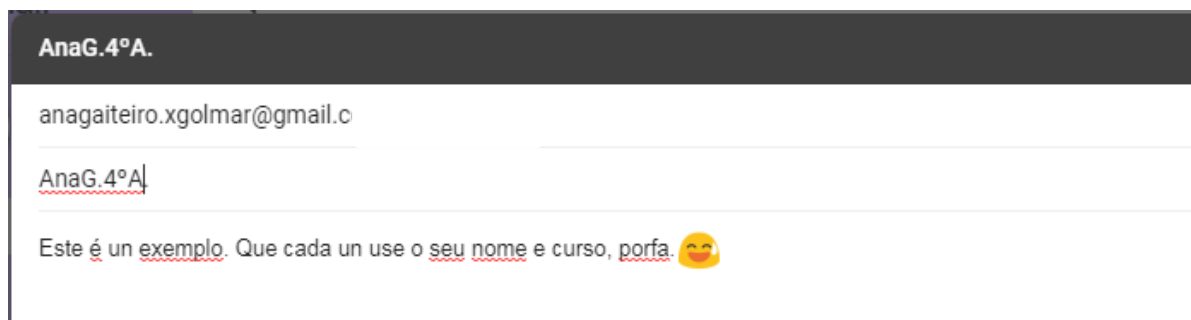 AnaG.4ºA.
anagaiteiro.xgolmar@gmail.c
AnaG.4ºA.
Este é un exemplo. Que cada un use o seu nome e curso, porfa. 😅